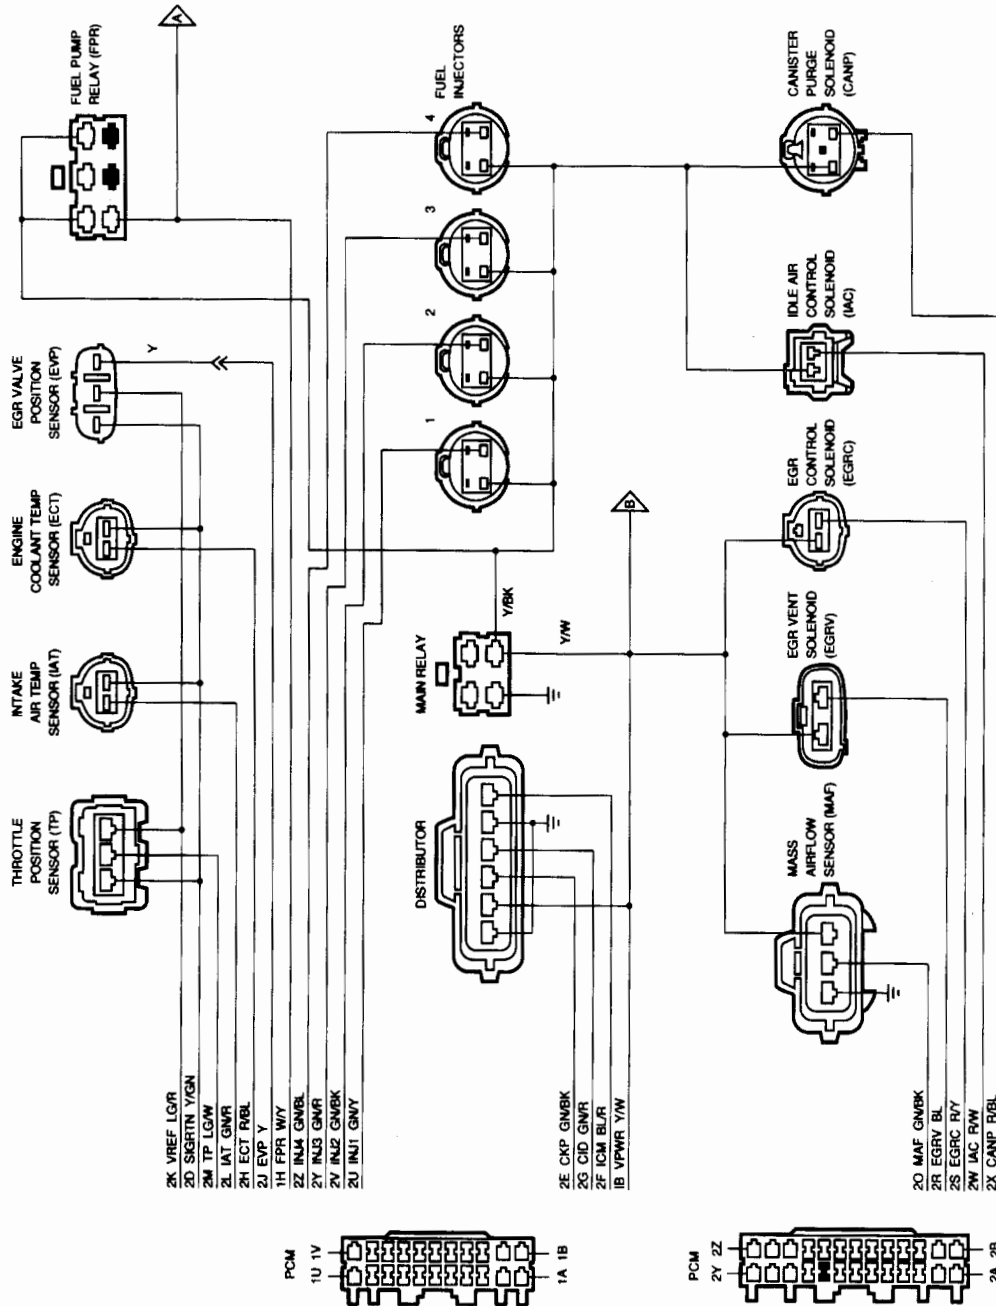 FUEL PUMP
RELAY (FPR)
A
EGR VALVE
POSITION
SENSOR (EVP)
Y
ENGINE
COOLANT TEMP
SENSOR (ECT)
INTAKE
AIR TEMP
SENSOR (IAT)
THROTTLE
POSITION
SENSOR (TP)
2K VREF LG/R
2D SIGRTN Y/GN
2M TP LG/W
2L IAT GN/R
2H ECT R/BL
2J EVP Y
1H FPR W/Y
2Z INJ4 GN/BL
2Y INJ3 GN/R
2V INJ2 GN/BK
2U INJ1 GN/Y
FUEL
INJECTORS
4
3
2
1
MAIN RELAY
Y/BK
Y/W
B
DISTRIBUTOR
2E CKP GN/BK
2G CID GN/R
2F ICM BL/R
IB VPWR Y/W
CANISTER
PURGE
SOLENOID
(CANP)
IDLE AIR
CONTROL
SOLENOID
(IAC)
EGR
CONTROL
SOLENOID
(EGRC)
EGR VENT
SOLENOID
(EGRV)
MASS
AIRFLOW
SENSOR (MAF)
2O MAF GN/BK
2R EGRV BL
2S EGRC R/Y
2W IAC R/W
2X CANP R/BL
PCM
1U 1V
1A 1B
PCM
2Y 2Z
2A 2B